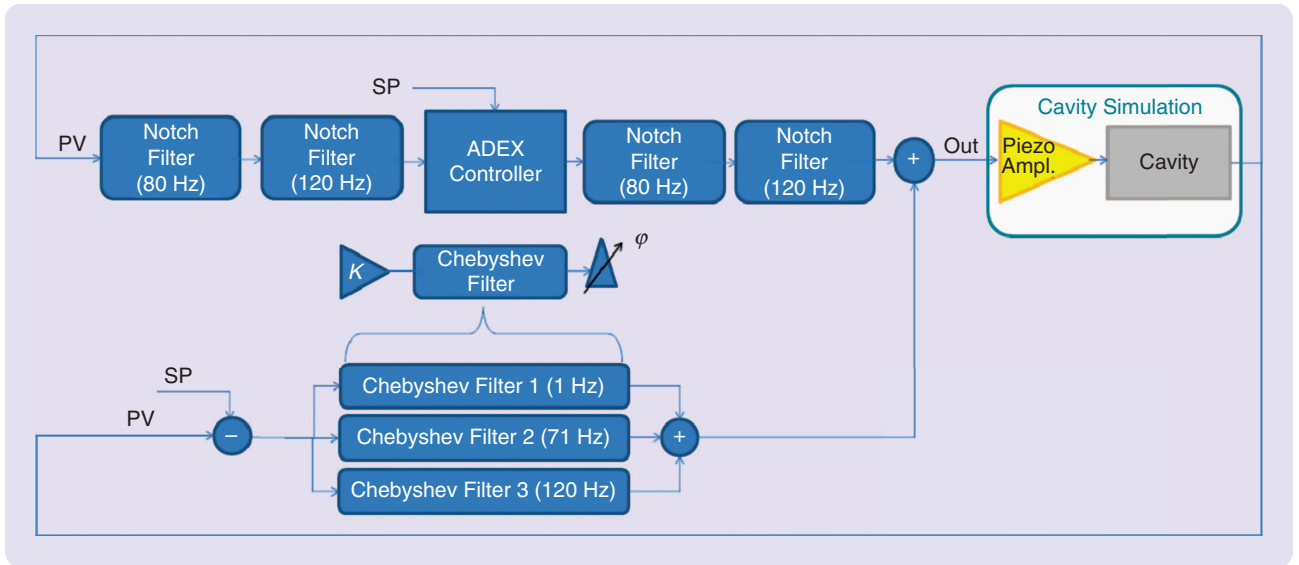 SP
Cavity Simulation
PV
Notch
Filter
(80 Hz)
Notch
Filter
(120 Hz)
ADEX
Controller
Notch
Filter
(80 Hz)
Notch
Filter
(120 Hz)
+
Out
Piezo
Ampl.
Cavity
K
Chebyshev
Filter
φ
SP
PV
−
Chebyshev Filter 1 (1 Hz)
Chebyshev Filter 2 (71 Hz)
Chebyshev Filter 3 (120 Hz)
+